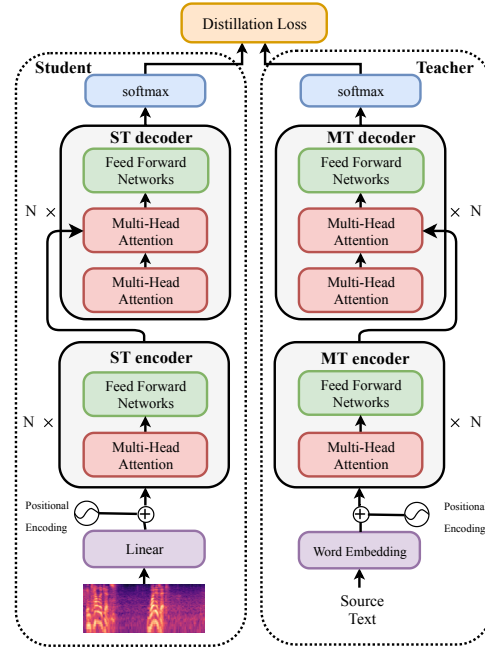 Distillation Loss
Student
softmax
ST decoder
Feed Forward
Networks
N ×
Multi-Head
Attention
Multi-Head
Attention
ST encoder
Feed Forward
Networks
N ×
Multi-Head
Attention
Positional
Encoding
Linear
Teacher
softmax
MT decoder
Feed Forward
Networks
× N
Multi-Head
Attention
Multi-Head
Attention
MT encoder
Feed Forward
Networks
× N
Multi-Head
Attention
Positional
Encoding
Word Embedding
Source
Text